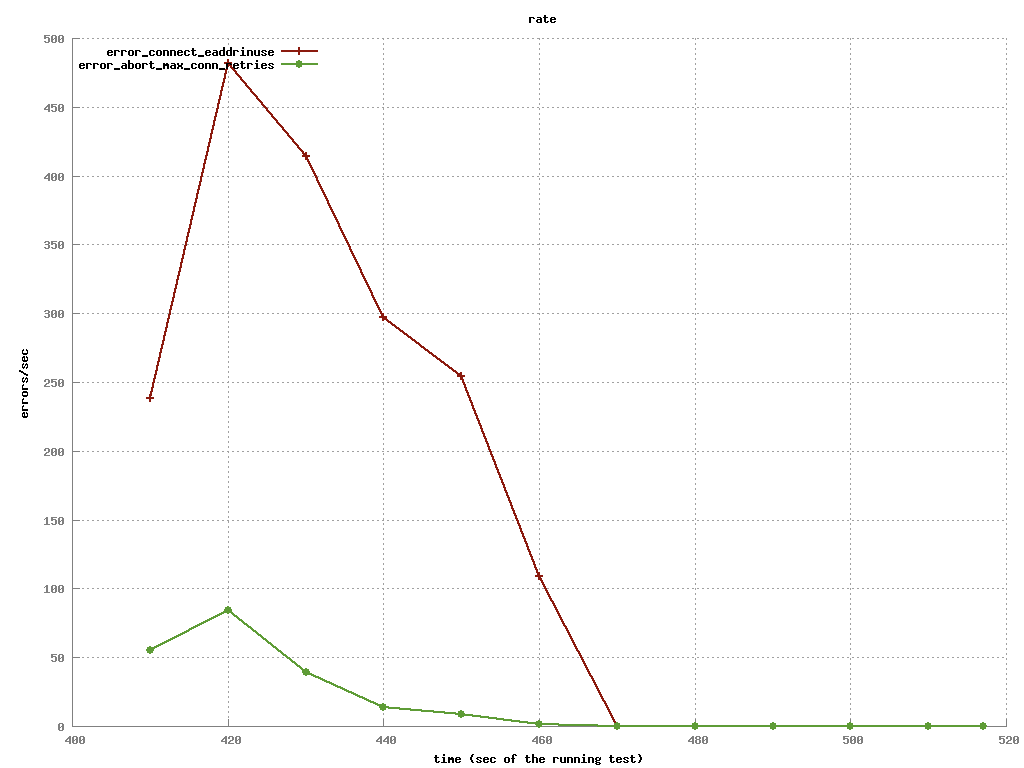 rate
500
error_connect_eaddrinuse
error_abort_max_conn_retries
450
400
350
300
250
200
150
100
50
0
errors/sec
400 420 440 460 480 500 520
time (sec of the running test)